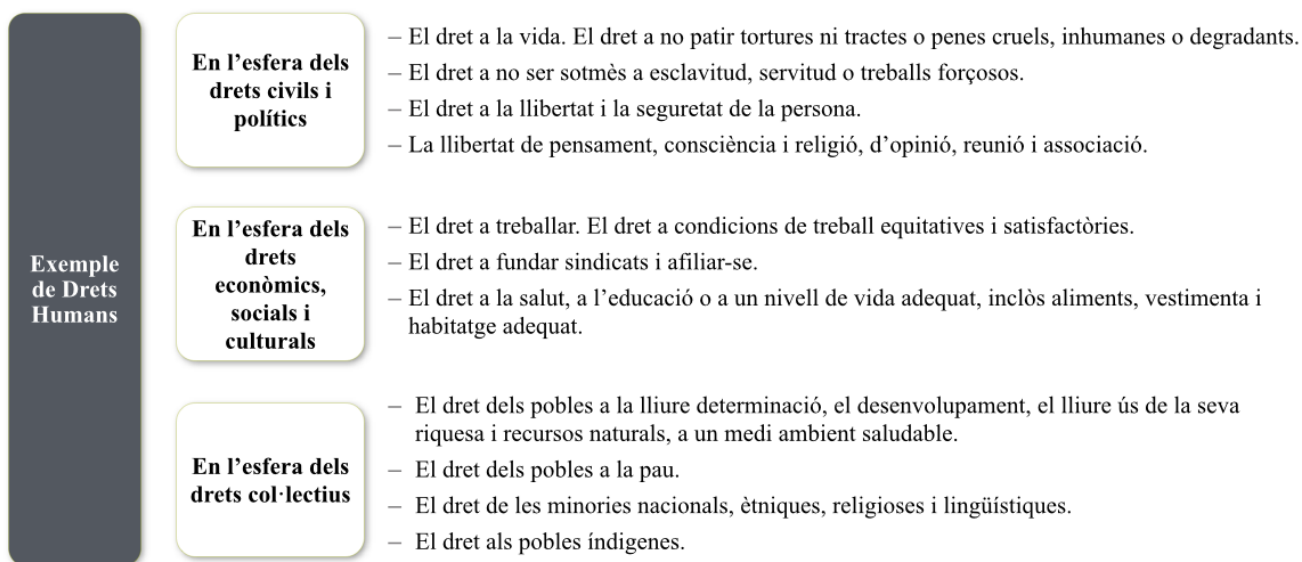 Exemple
de Drets
Humans
En l’esfera dels
drets civils i
polítics
– El dret a la vida. El dret a no patir tortures ni tractes o penes cruels, inhumanes o degradants.
– El dret a no ser sotmès a esclavitud, servitud o treballs forçosos.
– El dret a la llibertat i la seguretat de la persona.
– La llibertat de pensament, consciència i religió, d’opinió, reunió i associació.
En l’esfera dels
drets
econòmics,
socials i
culturals
– El dret a treballar. El dret a condicions de treball equitatives i satisfactòries.
– El dret a fundar sindicats i afiliar-se.
– El dret a la salut, a l’educació o a un nivell de vida adequat, inclòs aliments, vestimenta i
habitatge adequat.
En l’esfera dels
drets col·lectius
– El dret dels pobles a la lliure determinació, el desenvolupament, el lliure ús de la seva
riquesa i recursos naturals, a un medi ambient saludable.
– El dret dels pobles a la pau.
– El dret de les minories nacionals, ètniques, religioses i lingüístiques.
– El dret als pobles índigenes.